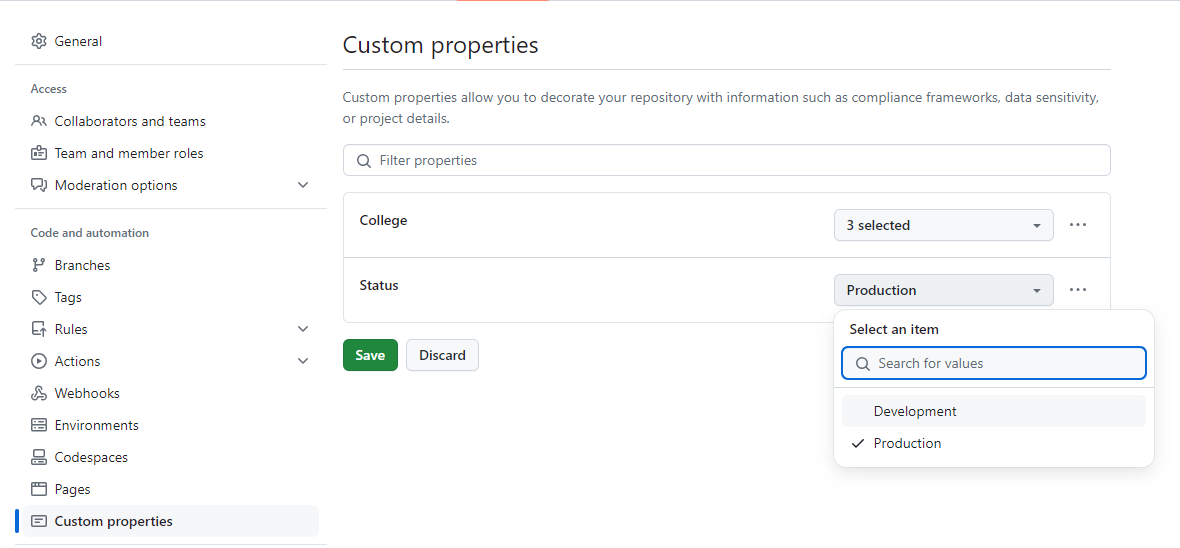 General
Access
Collaborators and teams
Team and member roles
Moderation options
Code and automation
Branches
Tags
Rules
Actions
Webhooks
Environments
Codespaces
Pages
Custom properties
Custom properties
Custom properties allow you to decorate your repository with information such as compliance frameworks, data sensitivity,
or project details.
Filter properties
College
3 selected
Status
Production
Save
Discard
Select an item
Search for values
Development
Production